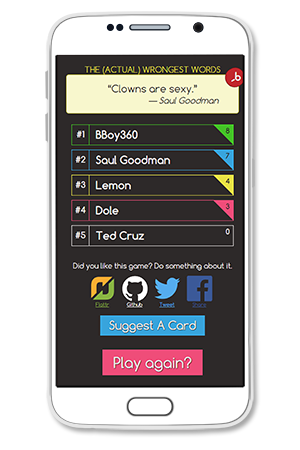 THE (ACTUAL) WRONGEST WORDS
.b
"Clowns are sexy."
— Saul Goodman
#1 BBoy360 8
#2 Saul Goodman 7
#3 Lemon 4
#4 Dole 3
#5 Ted Cruz 0
Did you like this game? Do something about it.
Flattr Github Tweet Share
Suggest A Card
Play again?